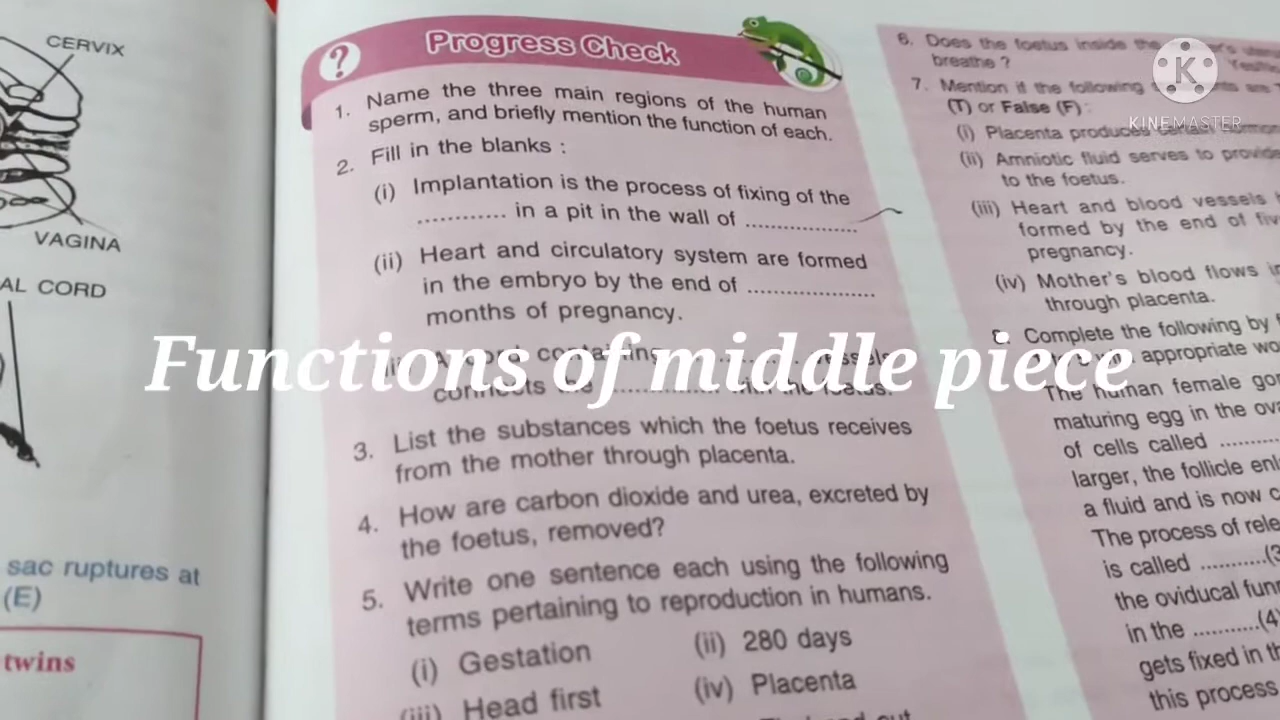 CERVIX
VAGINA
AL CORD
sac ruptures at
(E)
twins
?
Progress Check
1. Name the three main regions of the human
sperm, and briefly mention the function of each.
2. Fill in the blanks :
(i) Implantation is the process of fixing of the
............ in a pit in the wall of .................
(ii) Heart and circulatory system are formed
in the embryo by the end of ...................
months of pregnancy.
Functions of middle piece
3. List the substances which the foetus receives
from the mother through placenta.
4. How are carbon dioxide and urea, excreted by
the foetus, removed?
5. Write one sentence each using the following
terms pertaining to reproduction in humans.
(i) Gestation (ii) 280 days
(iii) Head first (iv) Placenta
6. Does the foetus inside the
breathe ?
7. Mention if the following
(T) or False (F) :
(i) Placenta produces
(ii) Amniotic fluid serves to provide
to the foetus.
(iii) Heart and blood vessels
formed by the end of
pregnancy.
(iv) Mother's blood flows
through placenta.
Complete the following by
appropriate
The human female
maturing egg in the
of cells called ..........
larger, the follicle
a fluid and is now
The process of
is called ...........
the oviducal
in the ...........(4
gets fixed in
this process
K
KINEMASTER